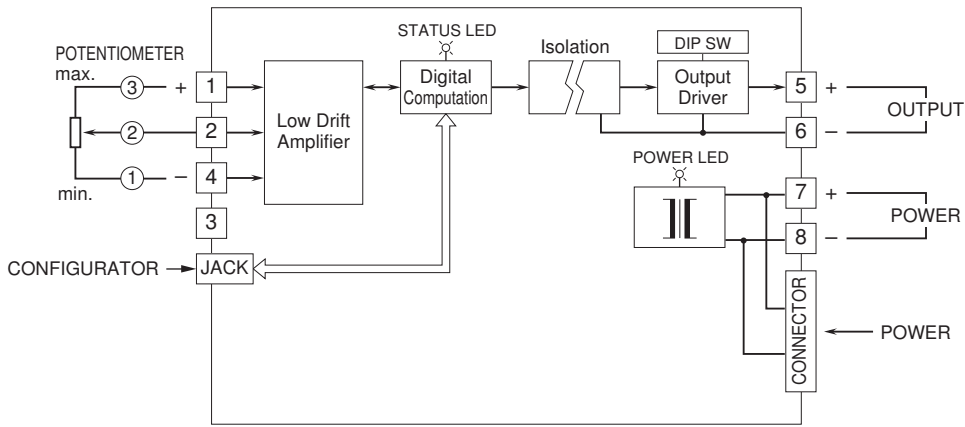 STATUS LED
Isolation
DIP SW
POTENTIOMETER
max.
3 + 1
Digital
Computation
Output
Driver
5 +
OUTPUT
2 2
Low Drift
Amplifier
6 –
1 – 4
min.
POWER LED
7 +
POWER
3
8 –
CONFIGURATOR
JACK
CONNECTOR
POWER